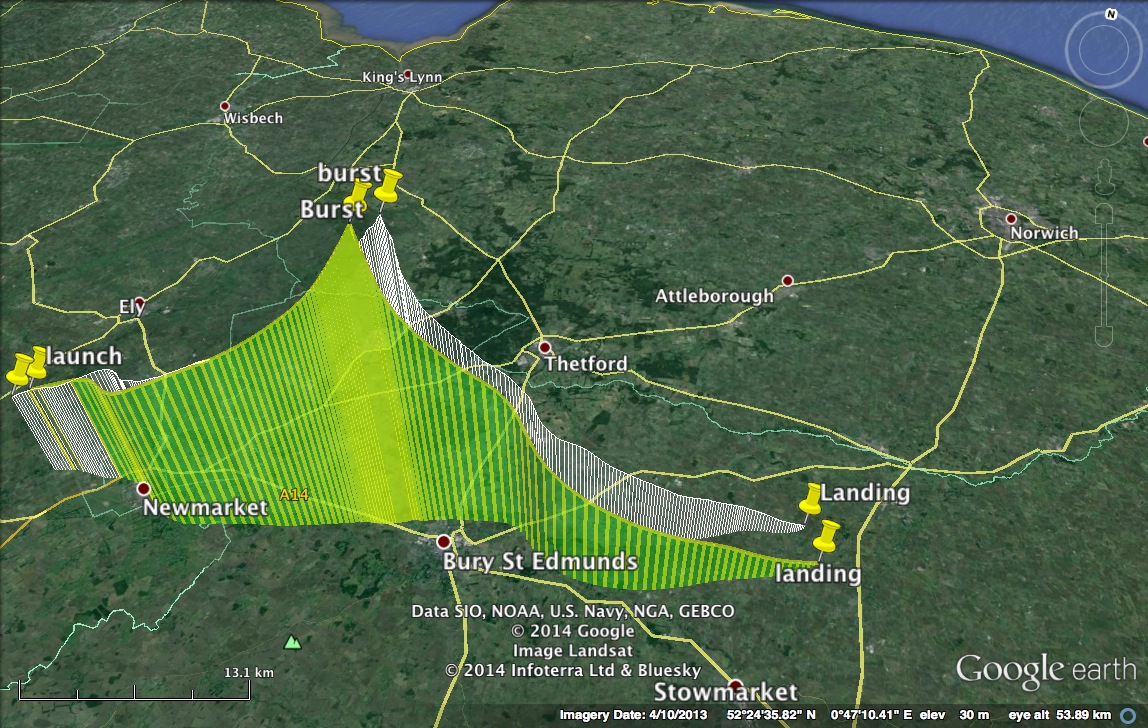 N
King's Lynn
Wisbech
burst
Burst
Norwich
Attleborough
Ely
launch
Thetford
A14
Newmarket
Landing
Bury St Edmunds
landing
Data SIO, NOAA, U.S. Navy, NGA, GEBCO
© 2014 Google
Image Landsat
© 2014 Infoterra Ltd & Bluesky
13.1 km
Google earth
Stowmarket
Imagery Date: 4/10/2013 52°24'35.82" N 0°47'10.41" E elev 30 m eye alt 53.89 km